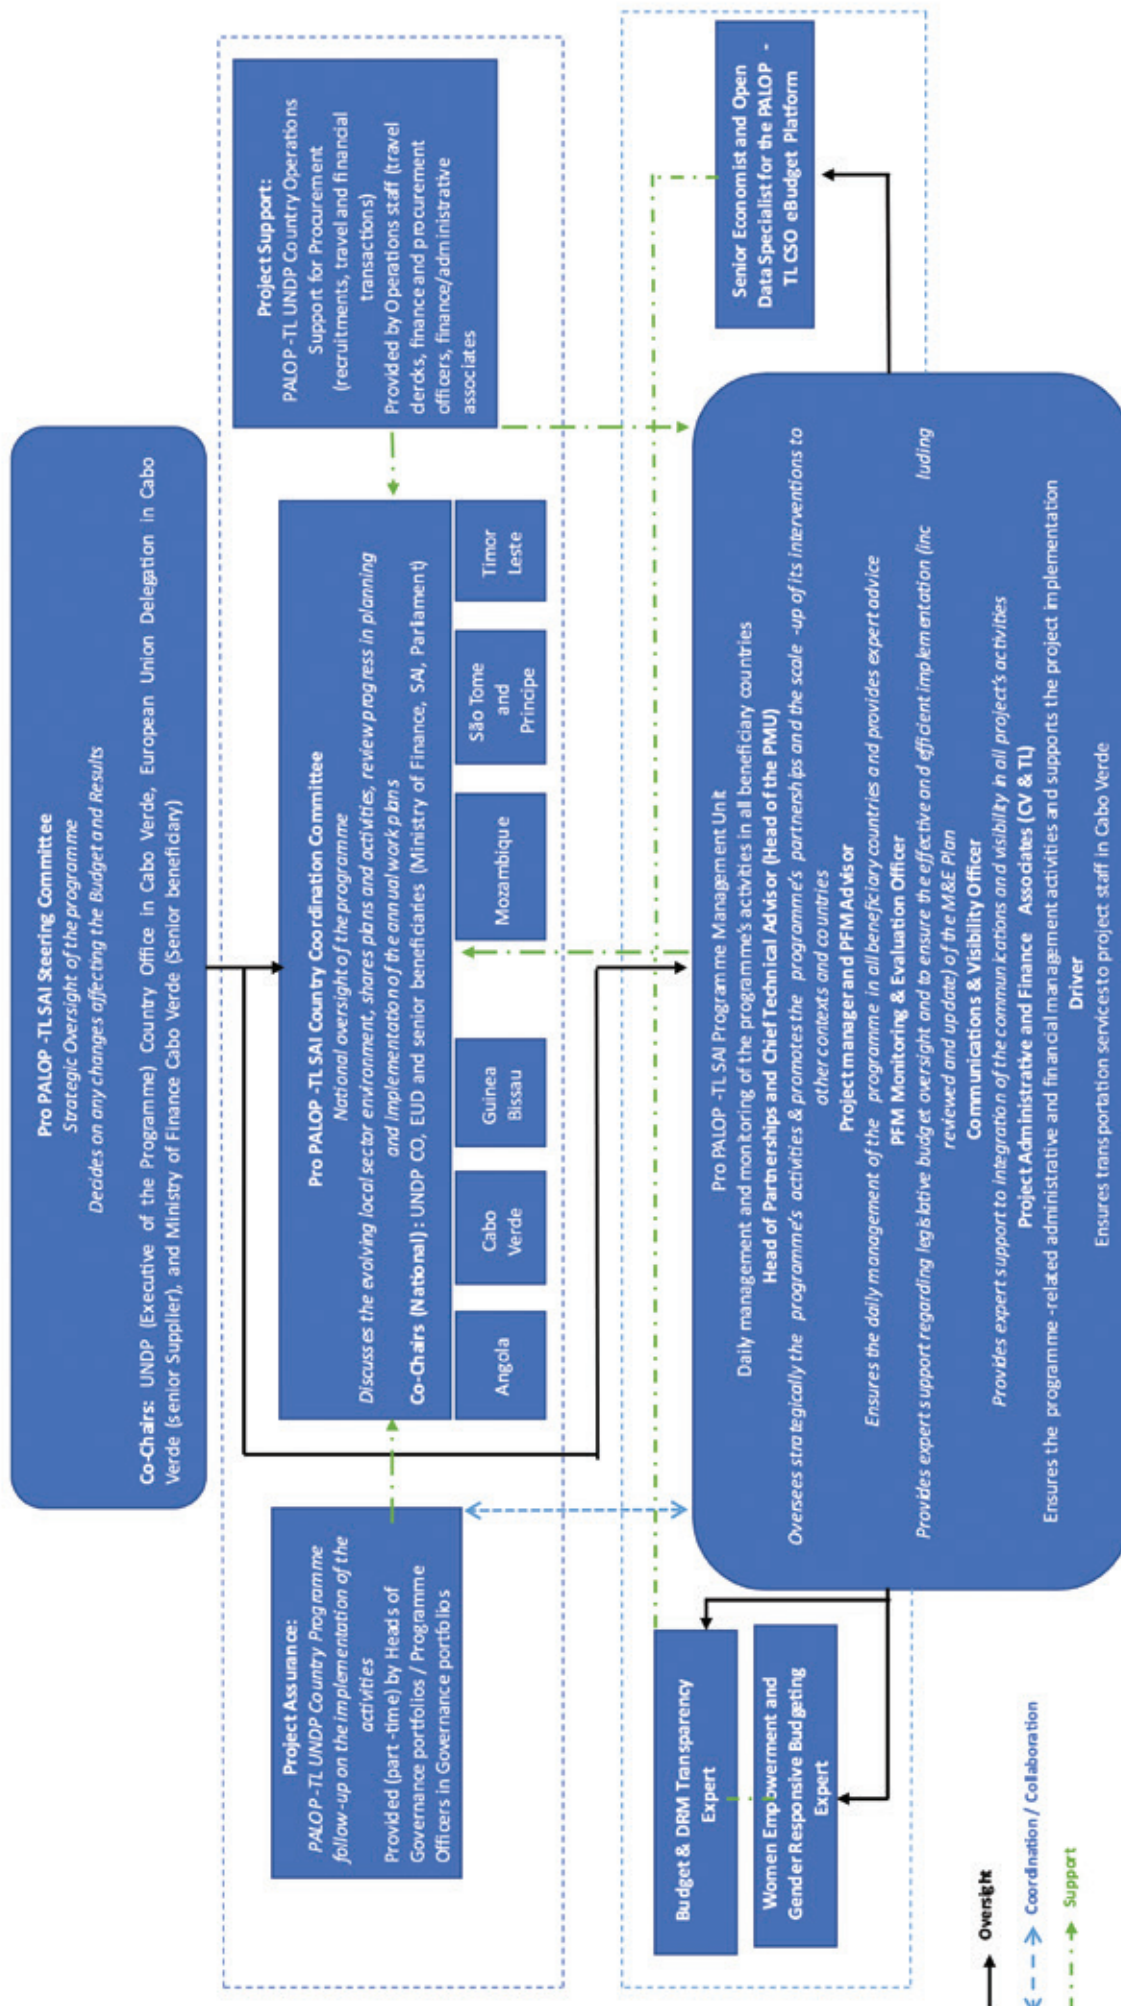 Pro PALOP -TL SAI Steering Committee
Strategic Oversight of the programme
Decides on any changes affecting the Budget and Results
Co-Chairs: UNDP (Executive of the Programme) Country Office in Cabo Verde, European Union Delegation in Cabo
Verde (senior Supplier), and Ministry of Finance Cabo Verde (Senior beneficiary)
Project Assurance:
PALOP -TL UNDP Country Programme
follow -up on the implementation of the
activities
Provided (part -time) by Heads of
Governance portfolios / Programme
Officers in Governance portfolios
Pro PALOP -TL SAI Country Coordination Committee
National oversight of the programme
Discusses the evolving local sector environment, shares plans and activities, review progress in planning
and implementation of the annual work plans
Co-Chairs (National) : UNDP CO, EUD and senior beneficiaries (Ministry of Finance, SAI, Parliament)
Angola
Cabo
Verde
Guinea
Bissau
Mozambique
São Tome
and
Principe
Timor
Leste
Project Support:
PALOP -TL UNDP Country Operations
Support for Procurement
(recruitments, travel and financial
transactions)
Provided by Operations staff (travel
clercks, finance and procurement
officers, finance/administrative
associates
Budget & DRM Transparency
Expert
Women Empowerment and
Gender Responsive Budgeting
Expert
Pro PALOP -TL SAI Programme Management Unit
Daily management and monitoring of the programme's activities in all beneficiary countries
Head of Partnerships and Chief Technical Advisor (Head of the PMU)
Oversees strategically the programme's activities & promotes the programme's partnerships and the scale -up of its interventions to
other contexts and countries
Project manager and PFM Advisor
Ensures the daily management of the programme in all beneficiary countries and provides expert advice
PFM Monitoring & Evaluation Officer
Provides expert support regarding legislative budget oversight and to ensure the effective and efficient implementation (inc luding
reviewed and update) of the M&E Plan
Communications & Visibility Officer
Provides expert support to integration of the communications and visibility in all project's activities
Project Administrative and Finance Associates (CV & TL)
Ensures the programme -related administrative and financial management activities and supports the project implementation
Driver
Ensures transportation services to project staff in Cabo Verde
Senior Economist and Open
Data Specialist for the PALOP -
TL CSO eBudget Platform
Oversight
Coordination / Collaboration
Support